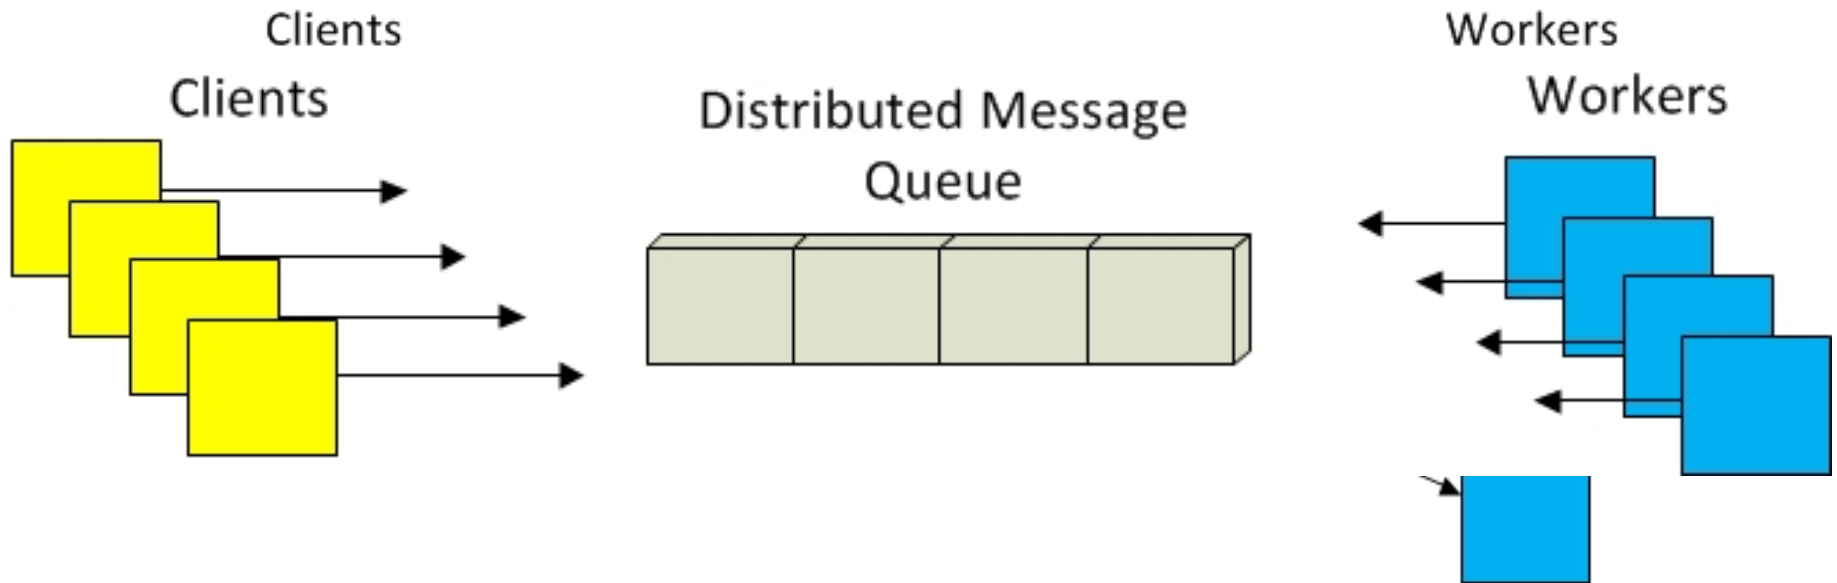 Clients
Workers
Clients
Distributed Message
Queue
Workers